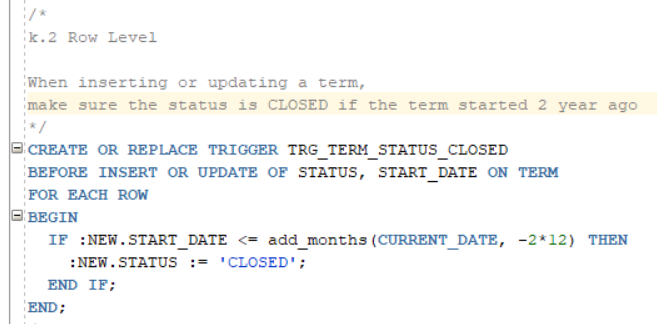 /*
k.2 Row Level
When inserting or updating a term,
make sure the status is CLOSED if the term started 2 year ago
*/
CREATE OR REPLACE TRIGGER TRG_TERM_STATUS_CLOSED
BEFORE INSERT OR UPDATE OF STATUS, START_DATE ON TERM
FOR EACH ROW
BEGIN
IF :NEW.START_DATE <= add_months(CURRENT_DATE, -2*12) THEN
:NEW.STATUS := 'CLOSED';
END IF;
END;